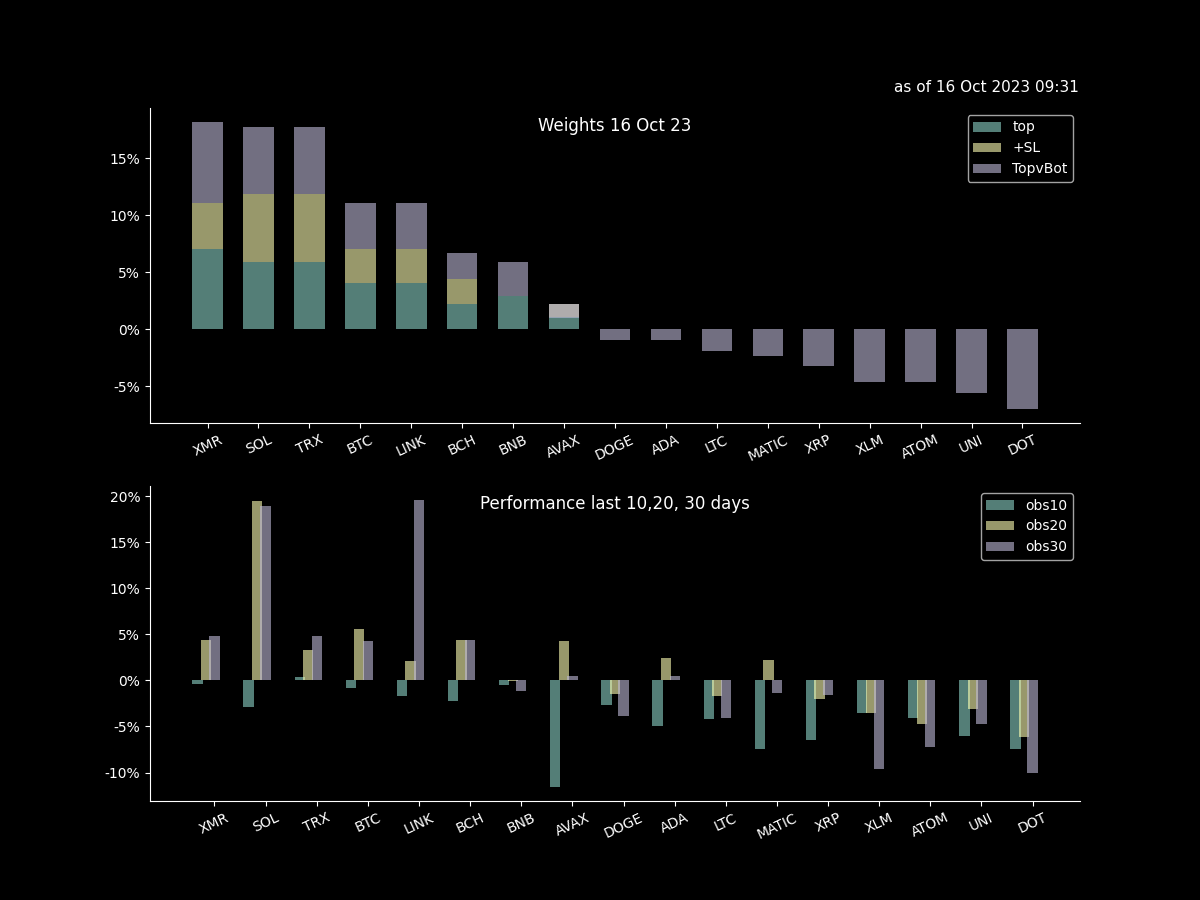 as of 16 Oct 2023 09:31
Weights 16 Oct 23
top
+SL
TopvBot
15%
10%
5%
0%
-5%
XMR SOL TRX BTC LINK BCH BNB AVAX DOGE ADA LTC MATIC XRP XLM ATOM UNI DOT
Performance last 10,20, 30 days
obs10
obs20
obs30
20%
15%
10%
5%
0%
-5%
-10%
XMR SOL TRX BTC LINK BCH BNB AVAX DOGE ADA LTC MATIC XRP XLM ATOM UNI DOT